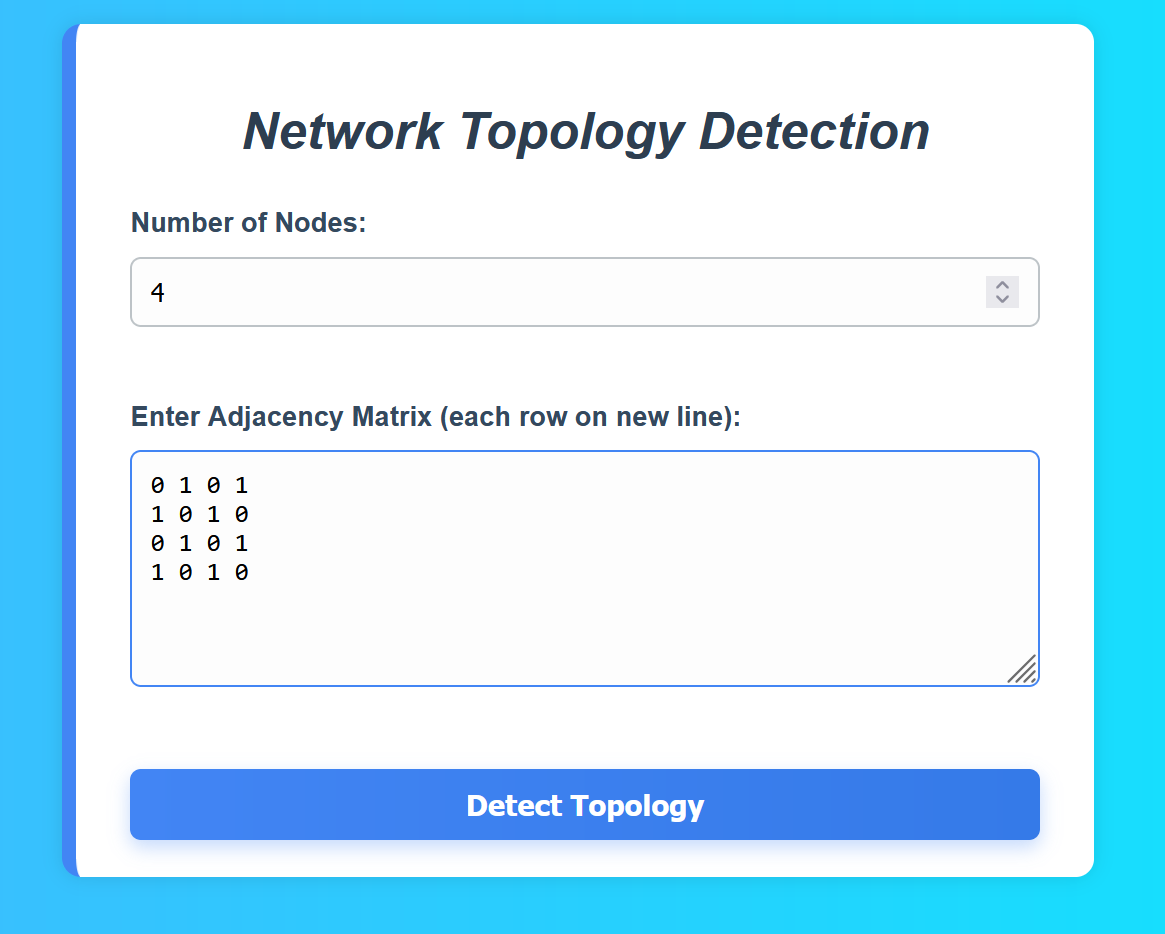 Network Topology Detection
Number of Nodes:
4
Enter Adjacency Matrix (each row on new line):
0 1 0 1
1 0 1 0
0 1 0 1
1 0 1 0
Detect Topology